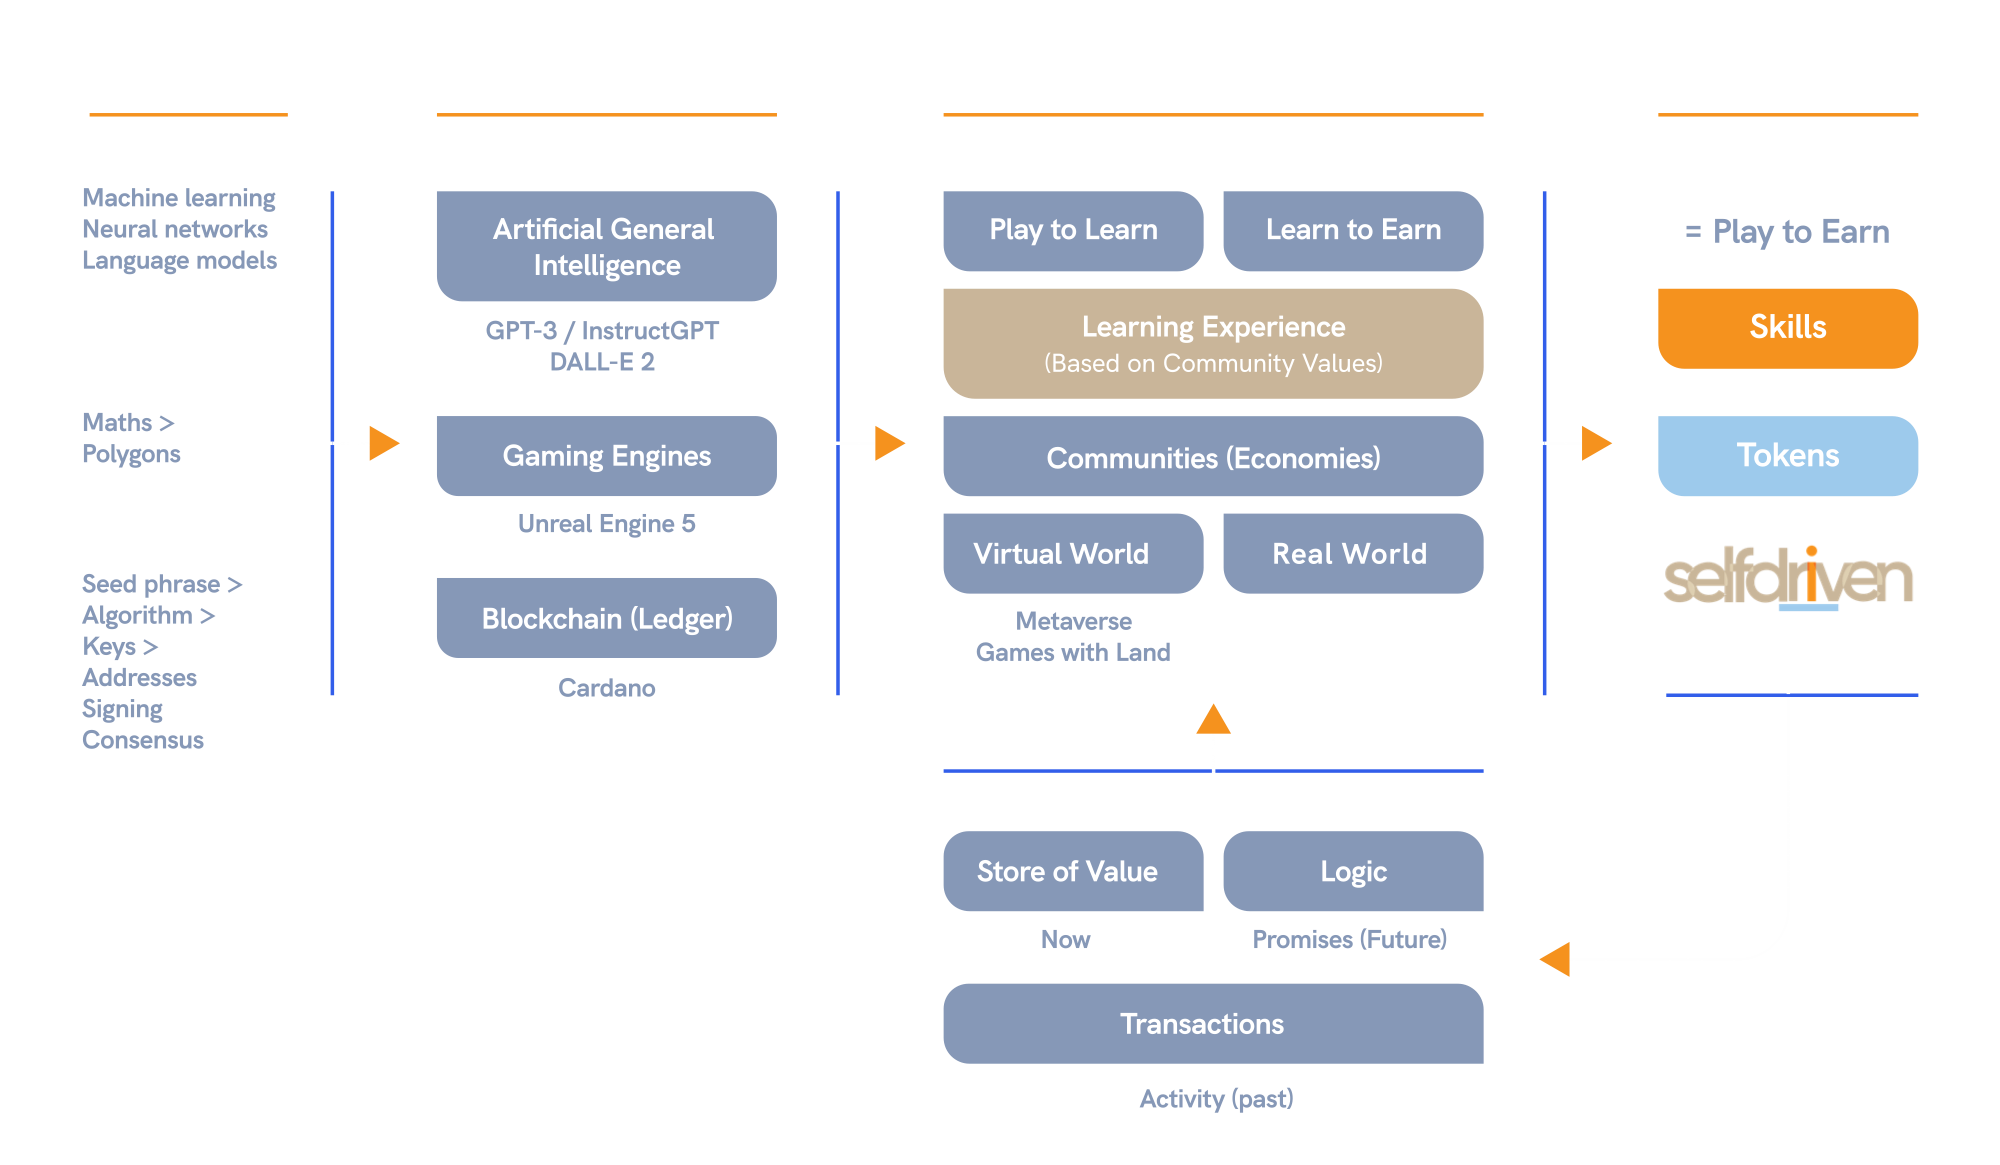 Machine learning
Neural networks
Language models
Maths >
Polygons
Seed phrase >
Algorithm >
Keys >
Addresses
Signing
Consensus
Artificial General
Intelligence
GPT-3 / InstructGPT
DALL-E 2
Gaming Engines
Unreal Engine 5
Blockchain (Ledger)
Cardano
Play to Learn
Learn to Earn
Learning Experience
(Based on Community Values)
Communities (Economies)
Virtual World
Real World
Metaverse
Games with Land
Store of Value
Logic
Now
Promises (Future)
Transactions
Activity (past)
= Play to Earn
Skills
Tokens
selfdriven